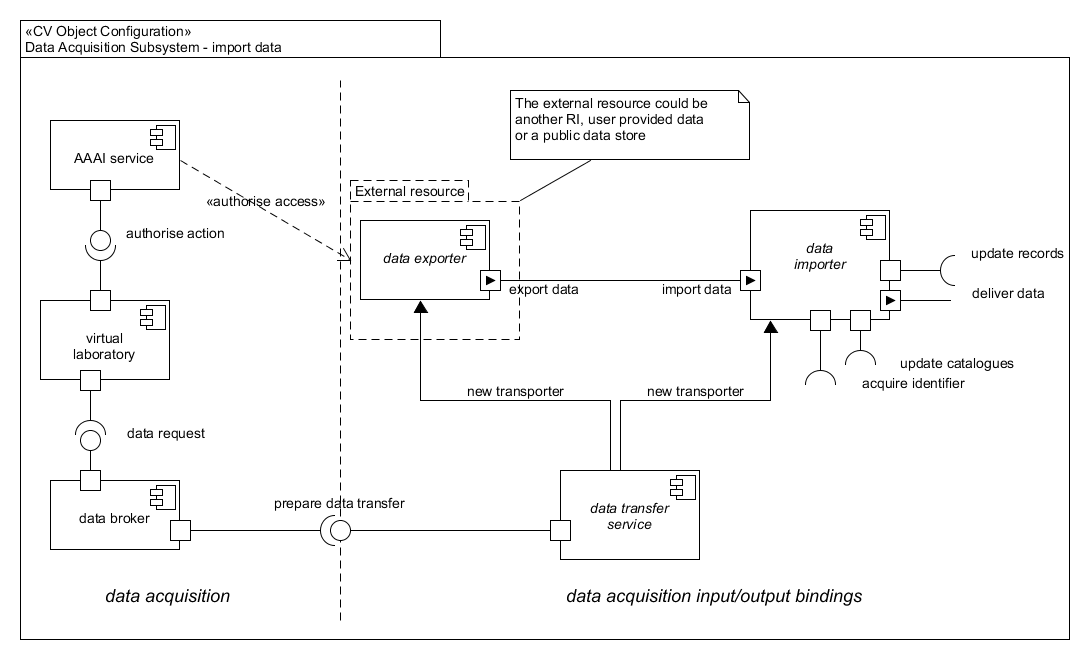 «CV Object Configuration»
Data Acquisition Subsystem - import data
The external resource could be
another RI, user provided data
or a public data store
AAAI service
«authorise access»
External resource
authorise action
data exporter
data
importer
update records
export data
import data
deliver data
virtual
laboratory
update catalogues
acquire identifier
new transporter
new transporter
data request
prepare data transfer
data broker
data transfer
service
data acquisition
data acquisition input/output bindings